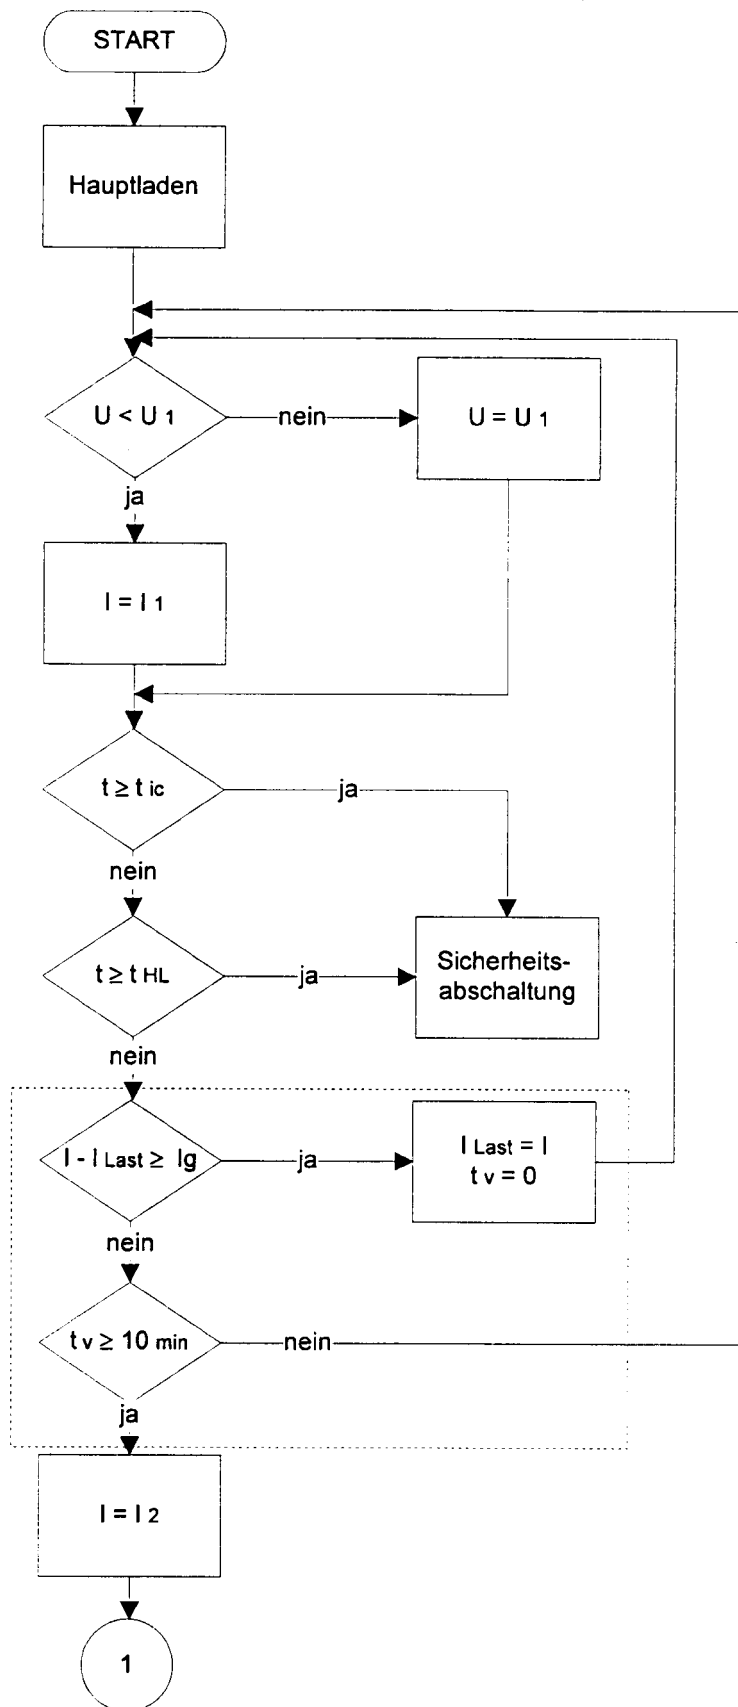 START
Hauptladen
U < U 1
nein
U = U 1
ja
I = I 1
t ≥ t ic
ja
nein
t ≥ t HL
ja
Sicherheits-
abschaltung
nein
I - I Last ≥ Ig
ja
I Last = I
t v = 0
nein
t v ≥ 10 min
nein
ja
I = I 2
1